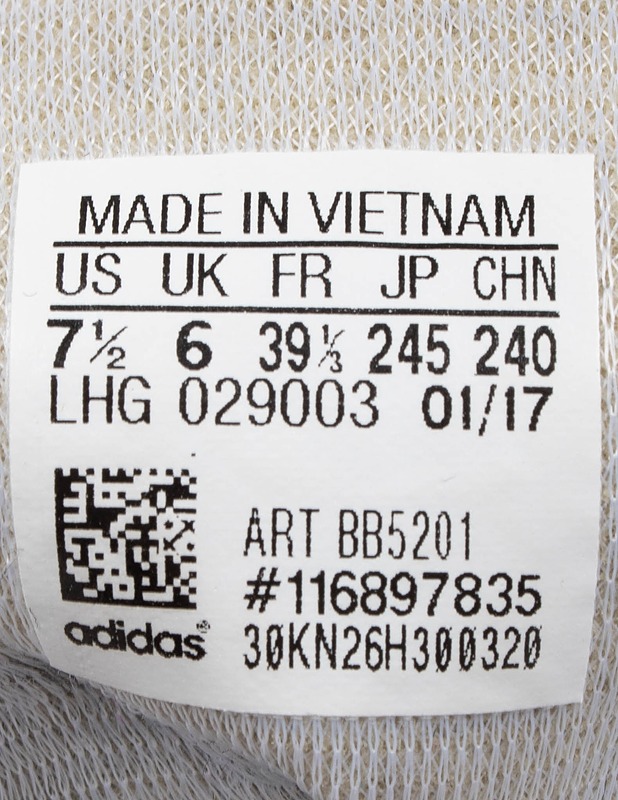 MADE IN VIETNAM
US UK FR JP CHN
7½ 6 39⅓ 245 240
LHG 029003 01/17
ART BB5201
#116897835
adidas®
30KN26H300320